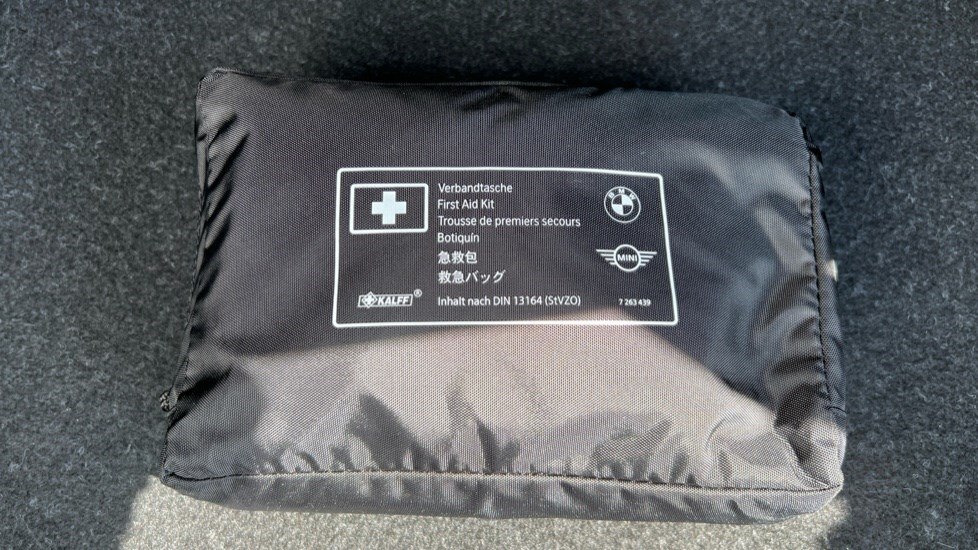 Verbandtasche
First Aid Kit
Trousse de premiers secours
Botiquín
急救包
救急バッグ
KALFF®
Inhalt nach DIN 13164 (StVZO)
7 263 439
BMW
MINI